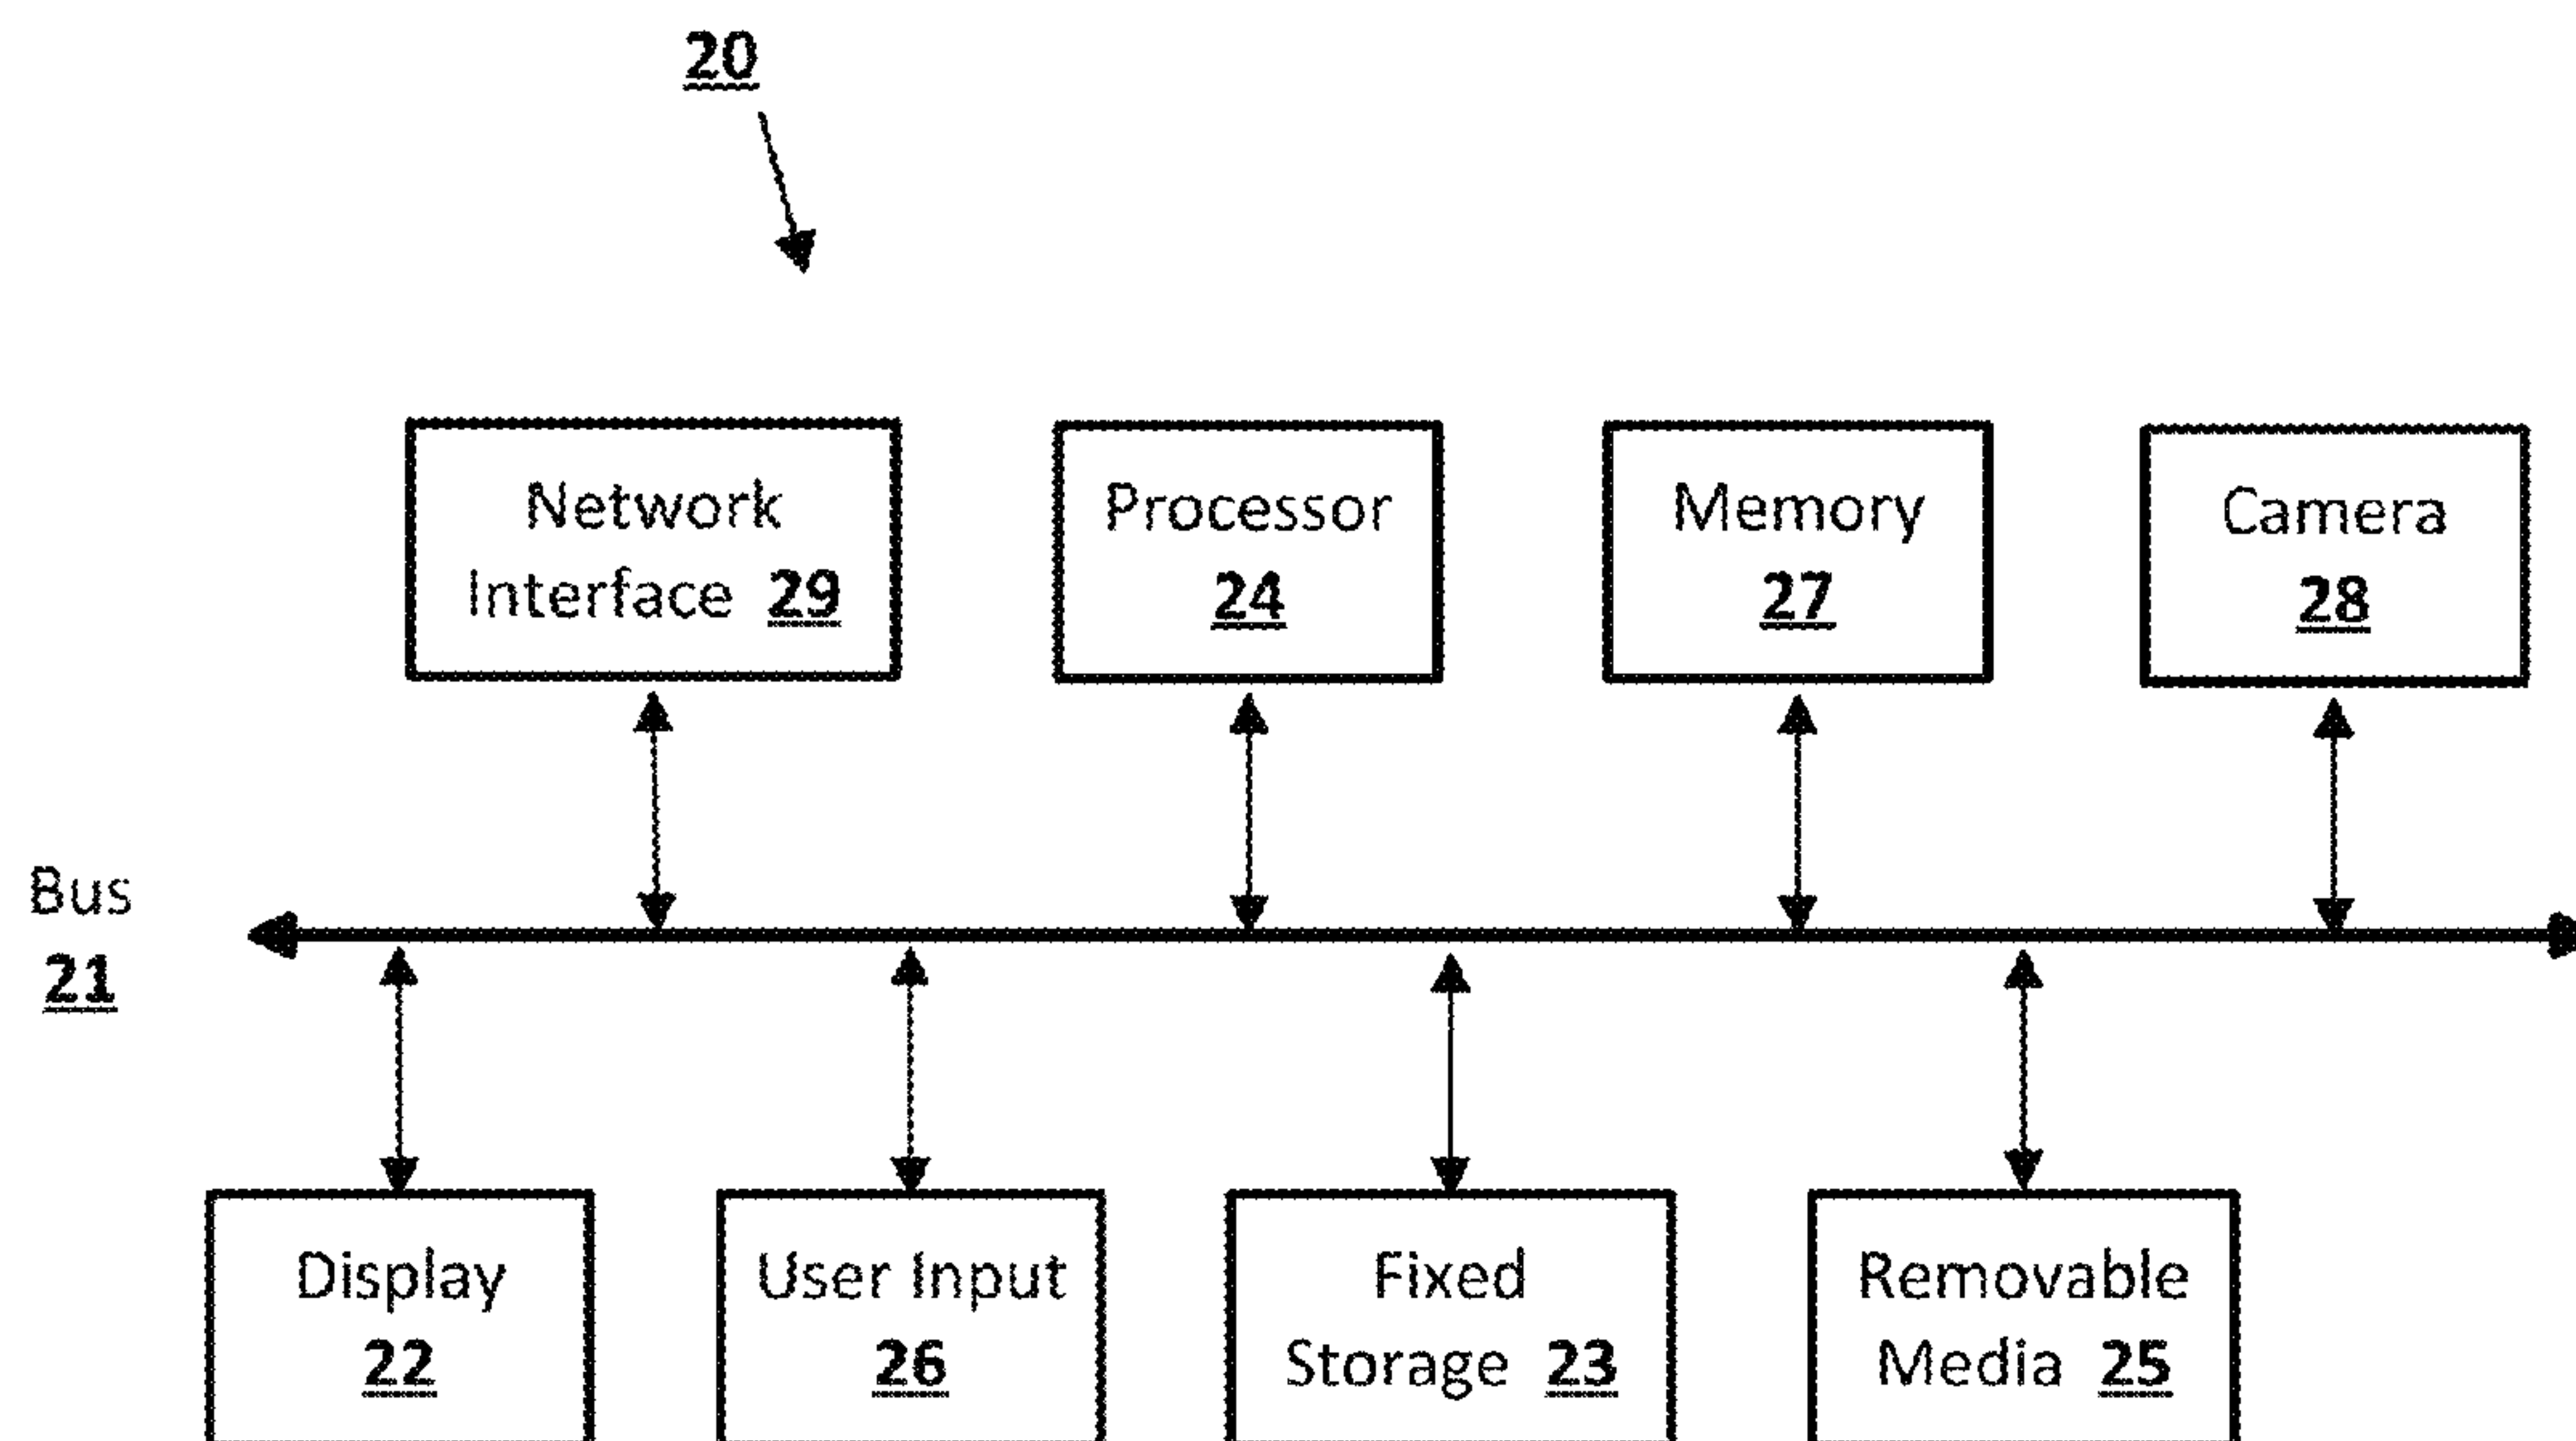 20
Network
Interface 29
Processor
24
Memory
27
Camera
28
Bus
21
Display
22
User Input
26
Fixed
Storage 23
Removable
Media 25